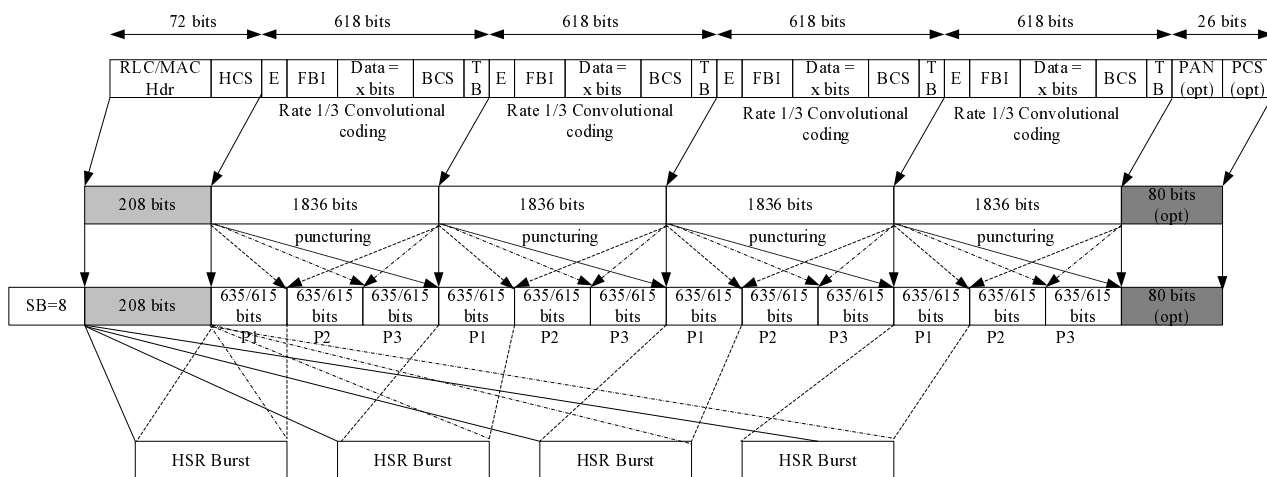 72 bits 618 bits 618 bits 618 bits 618 bits 26 bits
RLC/MAC Hdr HCS E FBI Data = x bits BCS TB E FBI Data = x bits BCS TB E FBI Data = x bits BCS TB E FBI Data = x bits BCS TB PAN (opt) PCS (opt)
Rate 1/3 Convolutional coding Rate 1/3 Convolutional coding Rate 1/3 Convolutional coding Rate 1/3 Convolutional coding
208 bits 1836 bits 1836 bits 1836 bits 1836 bits 80 bits (opt)
puncturing puncturing puncturing puncturing
SB=8 208 bits 635/615 bits 635/615 bits 635/615 bits 635/615 bits 635/615 bits 635/615 bits 635/615 bits 635/615 bits 635/615 bits 635/615 bits 635/615 bits 635/615 bits 80 bits (opt)
P1 P2 P3 P1 P2 P3 P1 P2 P3 P1 P2 P3
HSR Burst HSR Burst HSR Burst HSR Burst